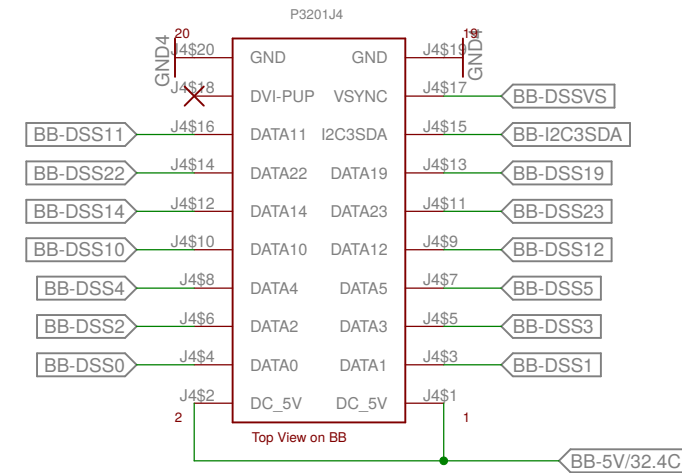 P3201J4
20 19
GND4 J4$20 GND GND J4$19 GND4
J4$18 DVI-PUP VSYNC J4$17 BB-DSSVS
BB-DSS11 J4$16 DATA11 I2C3SDA J4$15 BB-I2C3SDA
BB-DSS22 J4$14 DATA22 DATA19 J4$13 BB-DSS19
BB-DSS14 J4$12 DATA14 DATA23 J4$11 BB-DSS23
BB-DSS10 J4$10 DATA10 DATA12 J4$9 BB-DSS12
BB-DSS4 J4$8 DATA4 DATA5 J4$7 BB-DSS5
BB-DSS2 J4$6 DATA2 DATA3 J4$5 BB-DSS3
BB-DSS0 J4$4 DATA0 DATA1 J4$3 BB-DSS1
J4$2 DC_5V DC_5V J4$1
2 1
Top View on BB
BB-5V/32.4C